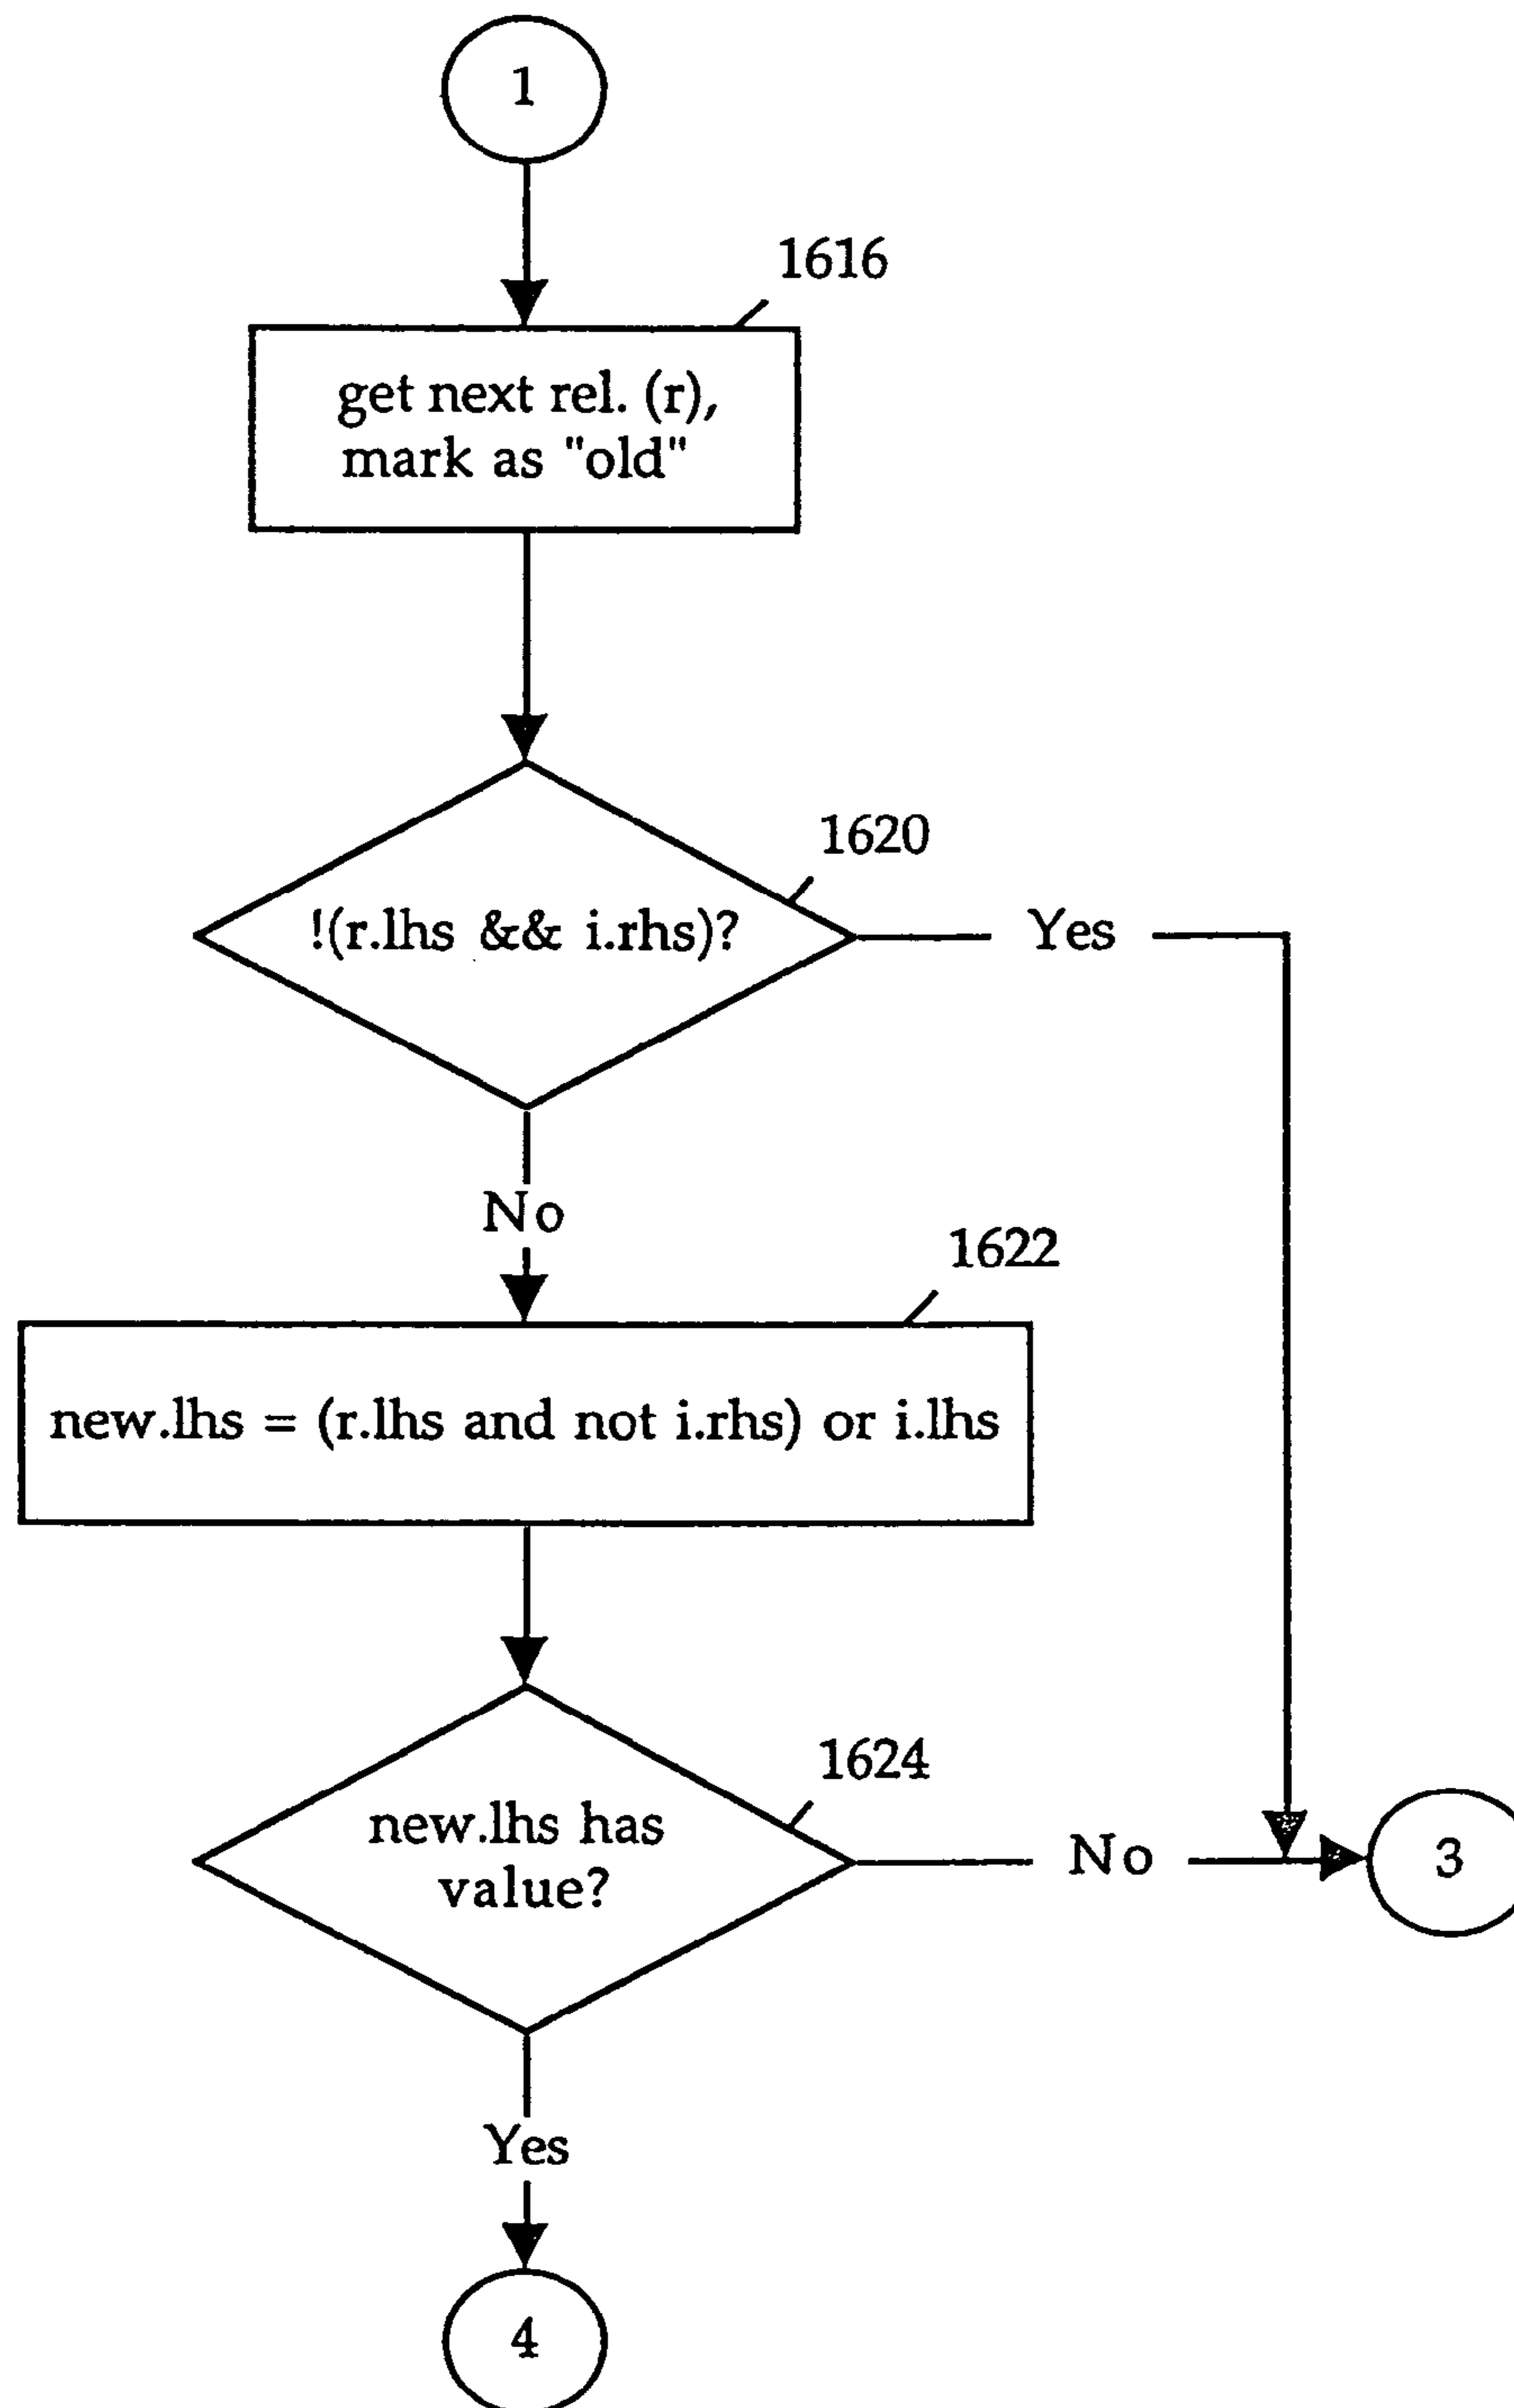 1
1616
get next rel. (r),
mark as "old"
1620
!(r.lhs && i.rhs)?
Yes
No
1622
new.lhs = (r.lhs and not i.rhs) or i.lhs
1624
new.lhs has
value?
No
3
Yes
4